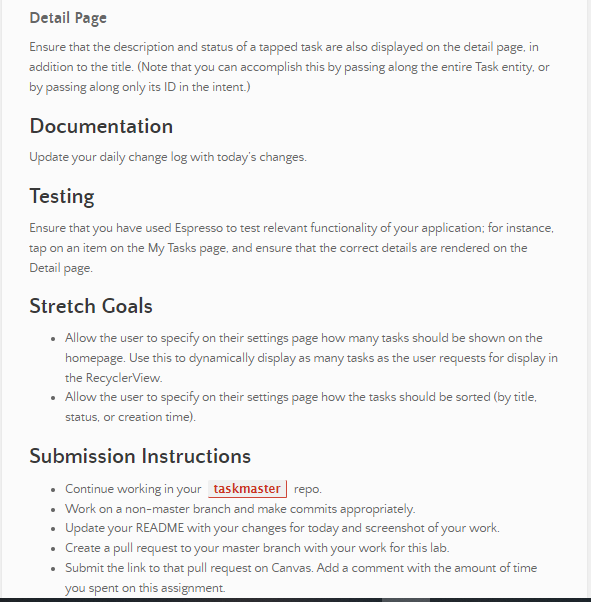 Detail Page
Ensure that the description and status of a tapped task are also displayed on the detail page, in
addition to the title. (Note that you can accomplish this by passing along the entire Task entity, or
by passing along only its ID in the intent.)
Documentation
Update your daily change log with today's changes.
Testing
Ensure that you have used Espresso to test relevant functionality of your application; for instance,
tap on an item on the My Tasks page, and ensure that the correct details are rendered on the
Detail page.
Stretch Goals
• Allow the user to specify on their settings page how many tasks should be shown on the
homepage. Use this to dynamically display as many tasks as the user requests for display in
the RecyclerView.
• Allow the user to specify on their settings page how the tasks should be sorted (by title,
status, or creation time).
Submission Instructions
• Continue working in your taskmaster repo.
• Work on a non-master branch and make commits appropriately.
• Update your README with your changes for today and screenshot of your work.
• Create a pull request to your master branch with your work for this lab.
• Submit the link to that pull request on Canvas. Add a comment with the amount of time
you spent on this assignment.